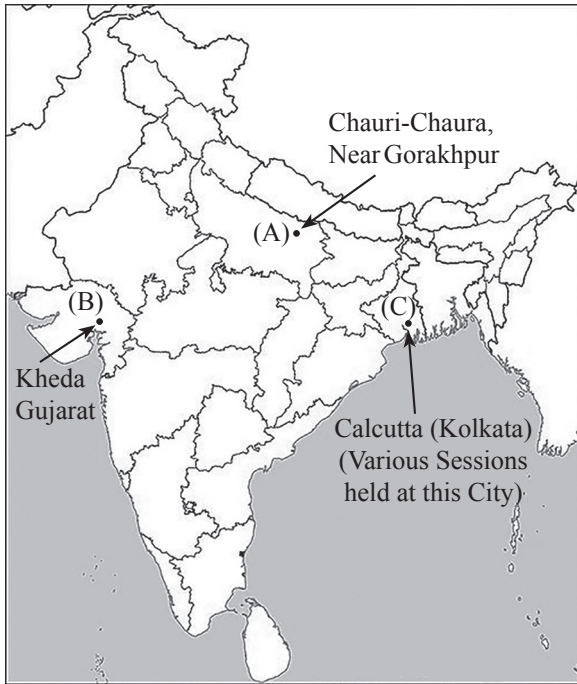 Chauri-Chaura,
Near Gorakhpur
(A)
(B)
(C)
Kheda
Gujarat
Calcutta (Kolkata)
(Various Sessions
held at this City)